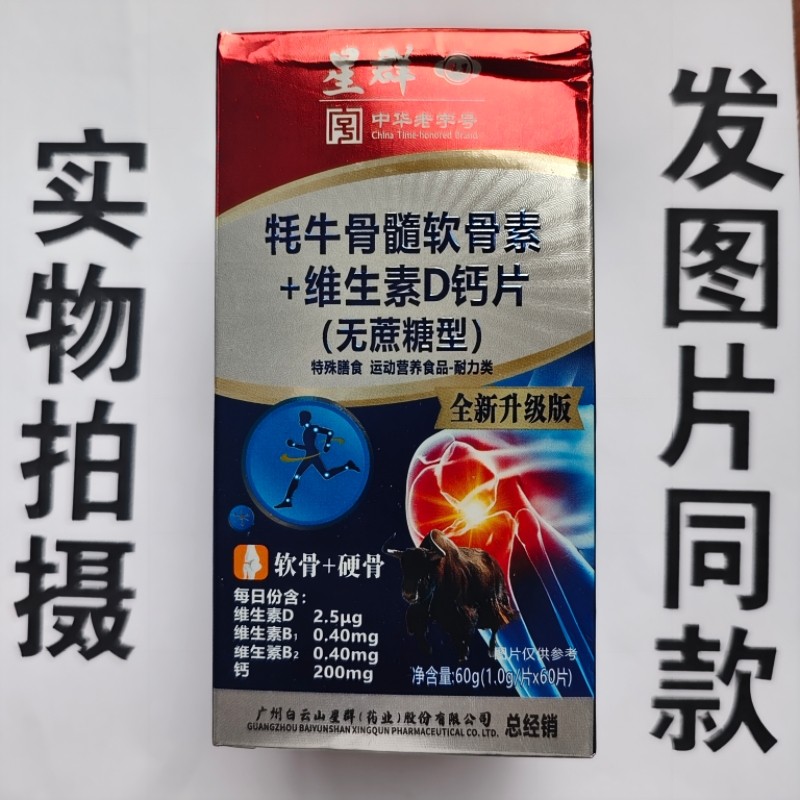 实物拍摄
发图片同款
星群
中华老字号
China Time-honored Brand
牦牛骨髓软骨素
+维生素D钙片
(无蔗糖型)
特殊膳食 运动营养食品-耐力类
全新升级版
软骨+硬骨
每日份含:
维生素D 2.5μg
维生素B₁ 0.40mg
维生素B₂ 0.40mg
钙 200mg
图片仅供参考
净含量:60g(1.0g/片x60片)
广州白云山星群(药业)股份有限公司 总经销
GUANGZHOU BAIYUNSHAN XINGQUN PHARMACEUTICAL CO. LTD.